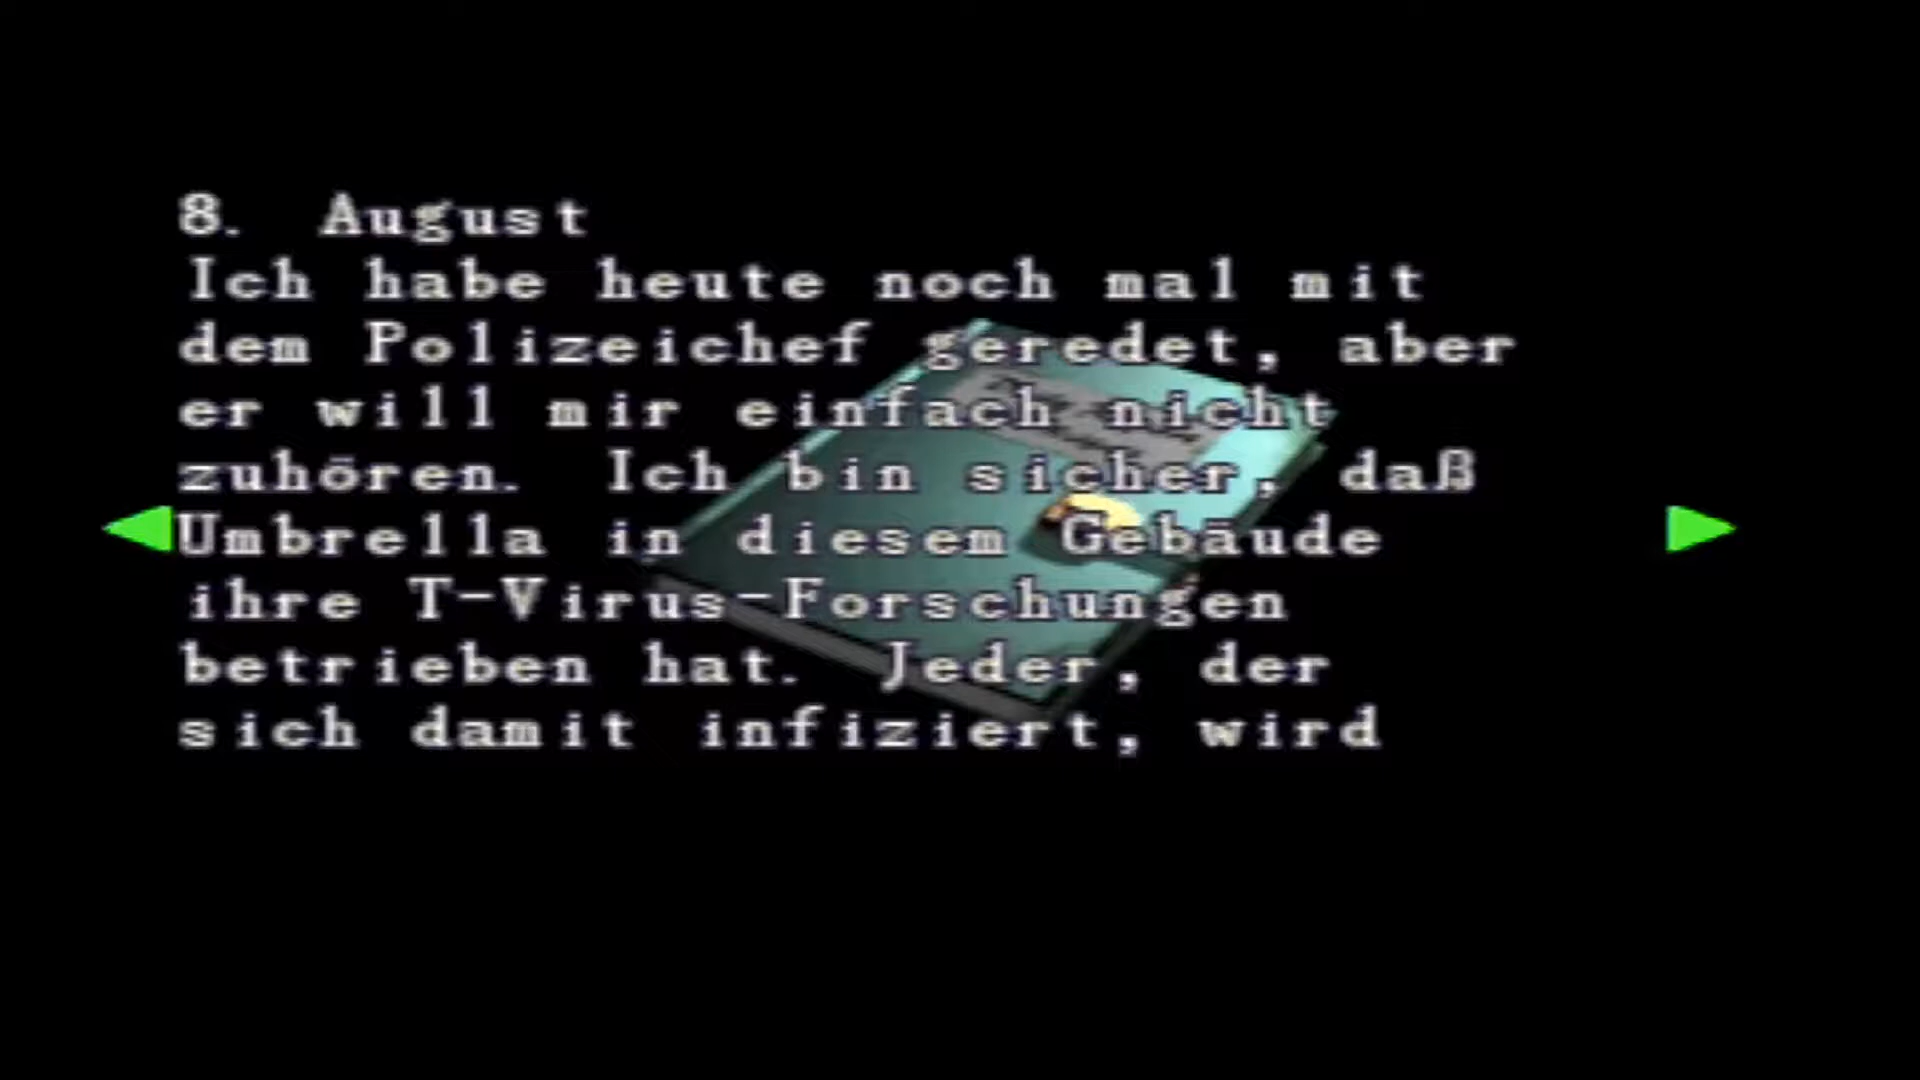 8. August
Ich habe heute noch mal mit
dem Polizeichef geredet, aber
er will mir einfach nicht
zuhören. Ich bin sicher, daß
Umbrella in diesem Gebäude
ihre T-Virus-Forschungen
betrieben hat. Jeder, der
sich damit infiziert, wird